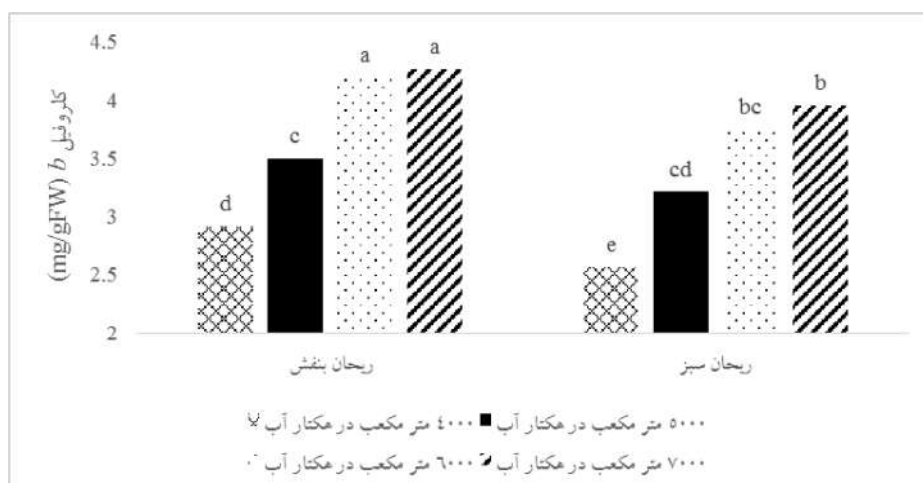 کلروفیل b (mg/gFW)
4.5
4
3.5
3
2.5
2
d
c
a
a
e
cd
bc
b
ریحان بنفش
ریحان سبز
۴۰۰۰ متر مکعب در هکتار آب
۵۰۰۰ متر مکعب در هکتار آب
۶۰۰۰ متر مکعب در هکتار آب
۷۰۰۰ متر مکعب در هکتار آب